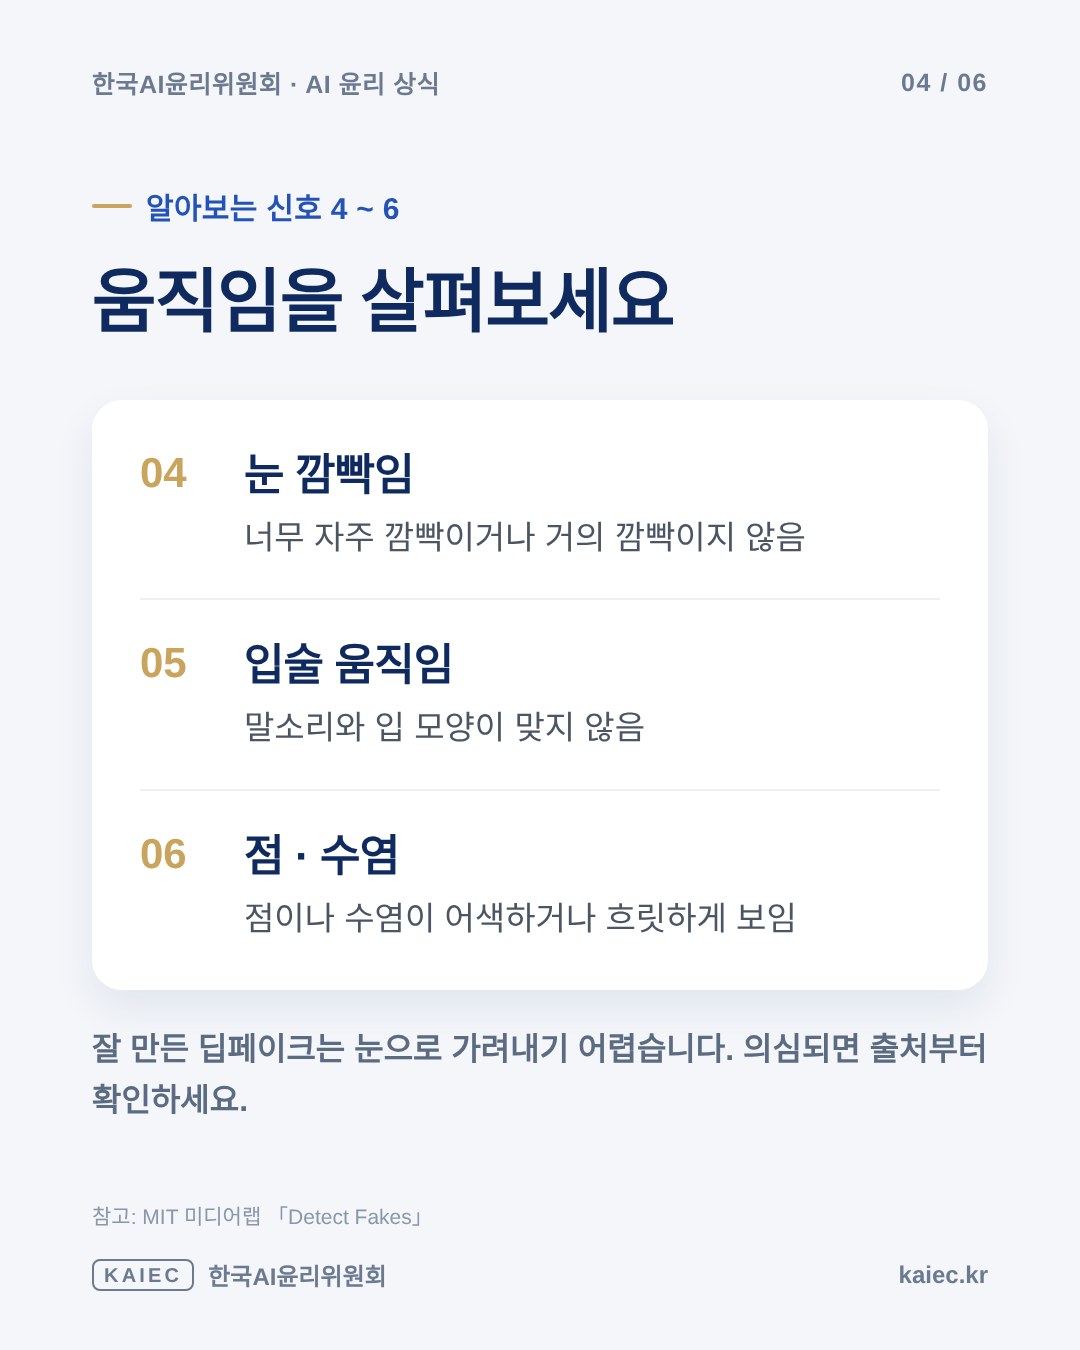 한국AI윤리위원회 · AI 윤리 상식
04 / 06
알아보는 신호 4 ~ 6
움직임을 살펴보세요
04 눈 깜빡임
너무 자주 깜빡이거나 거의 깜빡이지 않음
05 입술 움직임
말소리와 입 모양이 맞지 않음
06 점 · 수염
점이나 수염이 어색하거나 흐릿하게 보임
잘 만든 딥페이크는 눈으로 가려내기 어렵습니다. 의심되면 출처부터
확인하세요.
참고: MIT 미디어랩 「Detect Fakes」
KAIEC 한국AI윤리위원회
kaiec.kr